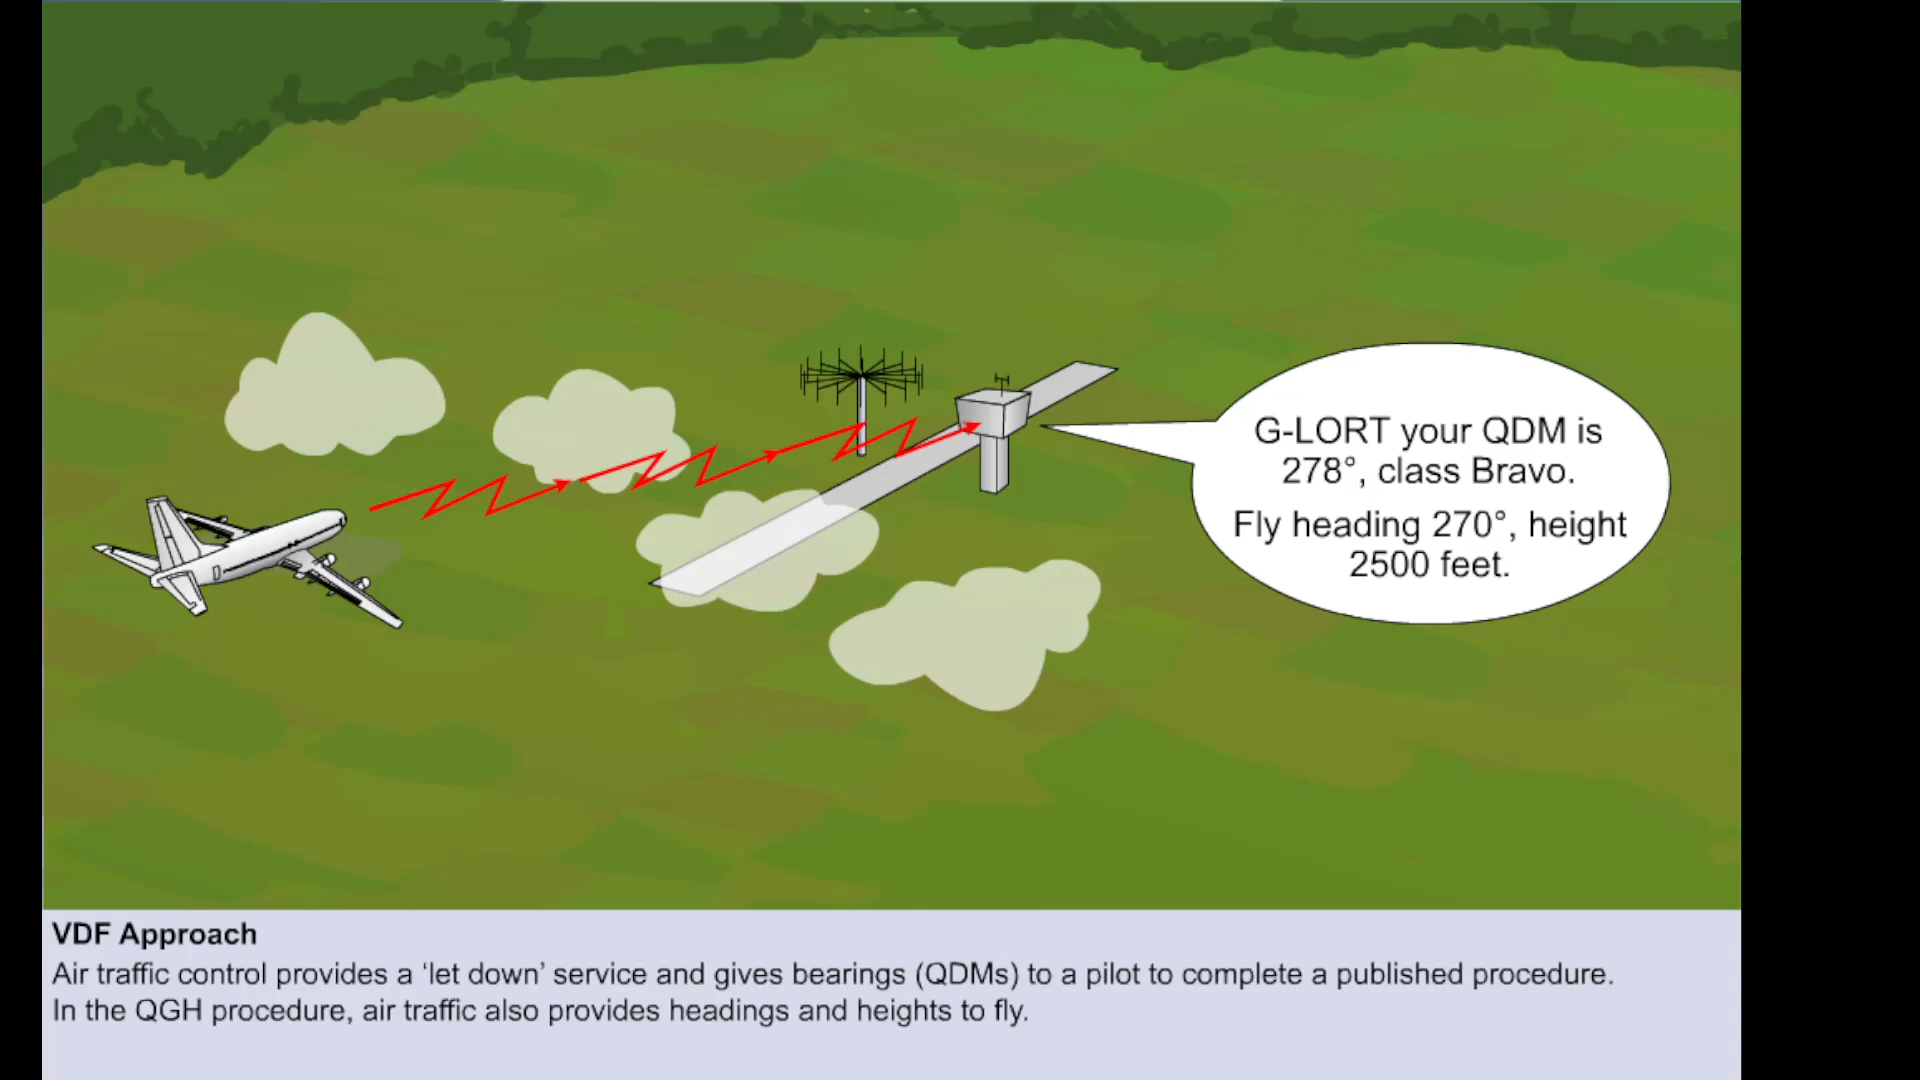 G-LORT your QDM is
278°, class Bravo.
Fly heading 270°, height
2500 feet.
VDF Approach
Air traffic control provides a ‘let down’ service and gives bearings (QDMs) to a pilot to complete a published procedure.
In the QGH procedure, air traffic also provides headings and heights to fly.